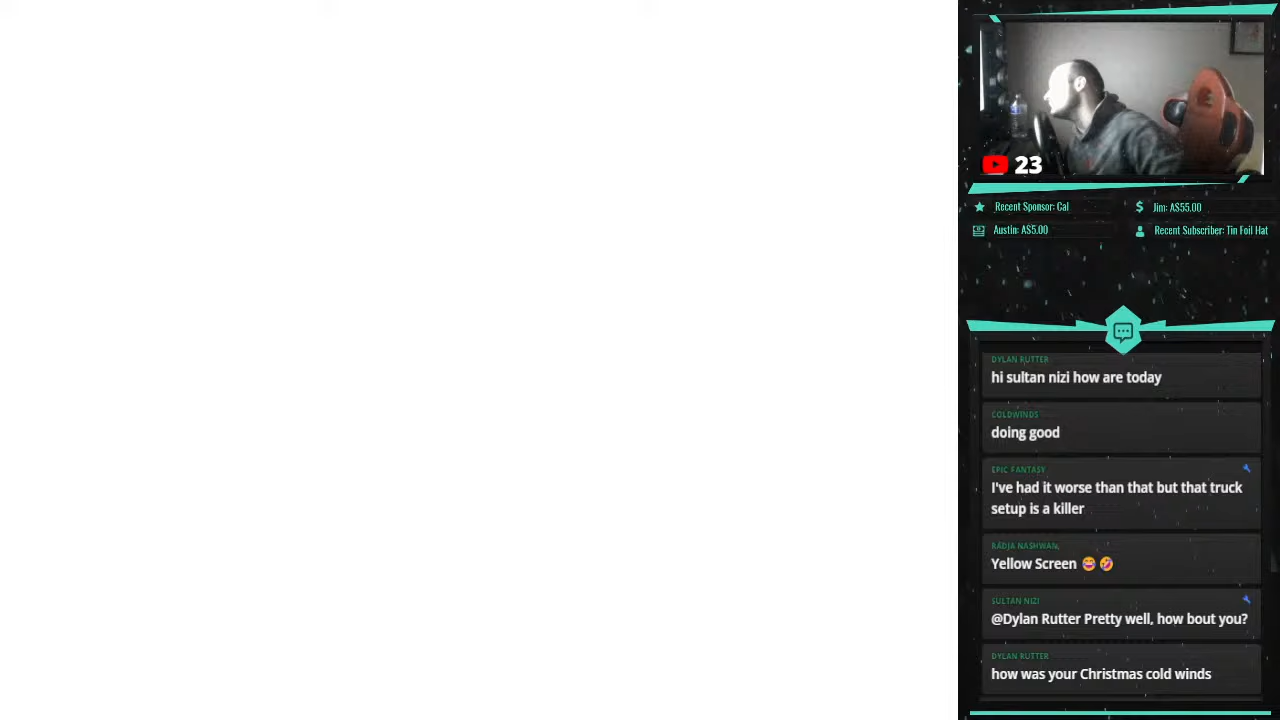 23
Recent Sponsor: Cal
Jim: A$55.00
Austin: A$5.00
Recent Subscriber: Tin Foil Hat
DYLAN RUTTER
hi sultan nizi how are today
COLDWINDS
doing good
EPIC FANTASY
I've had it worse than that but that truck
setup is a killer
RADJA NASHWAN
Yellow Screen 😂 🤣
SULTAN NIZI
@Dylan Rutter Pretty well, how bout you?
DYLAN RUTTER
how was your Christmas cold winds